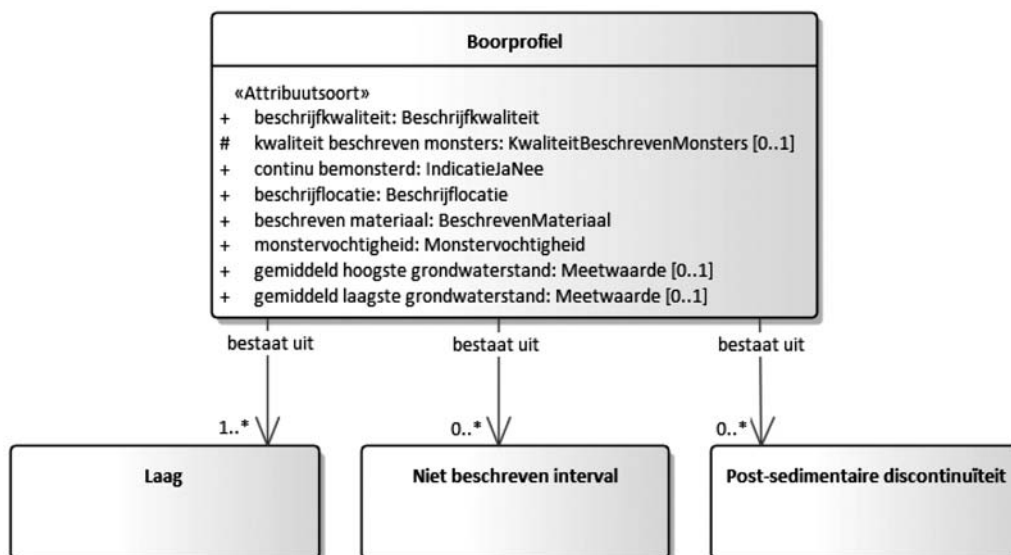 Boorprofiel
«Attribuutsoort»
+ beschrijfkwaliteit: Beschrijfkwaliteit
# kwaliteit beschreven monsters: KwaliteitBeschrevenMonsters [0..1]
+ continu bemonsterd: IndicatieJaNee
+ beschrijflocatie: Beschrijflocatie
+ beschreven materiaal: BeschrevenMateriaal
+ monstervochtigheid: Monstervochtigheid
+ gemiddeld hoogste grondwaterstand: Meetwaarde [0..1]
+ gemiddeld laagste grondwaterstand: Meetwaarde [0..1]
bestaat uit bestaat uit bestaat uit
1..* 0..* 0..*
Laag Niet beschreven interval Post-sedimentaire discontinuïteit